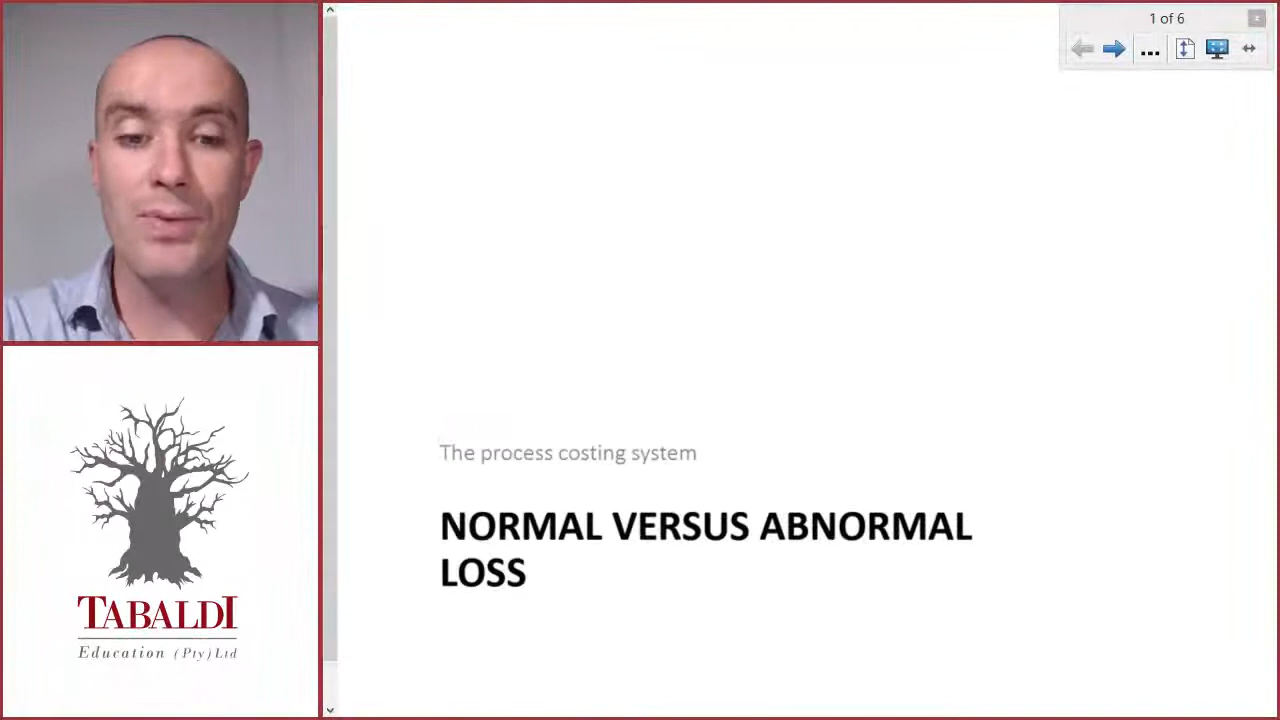 1 of 6
The process costing system
NORMAL VERSUS ABNORMAL
LOSS
TABALDI
Education (Pty) Ltd